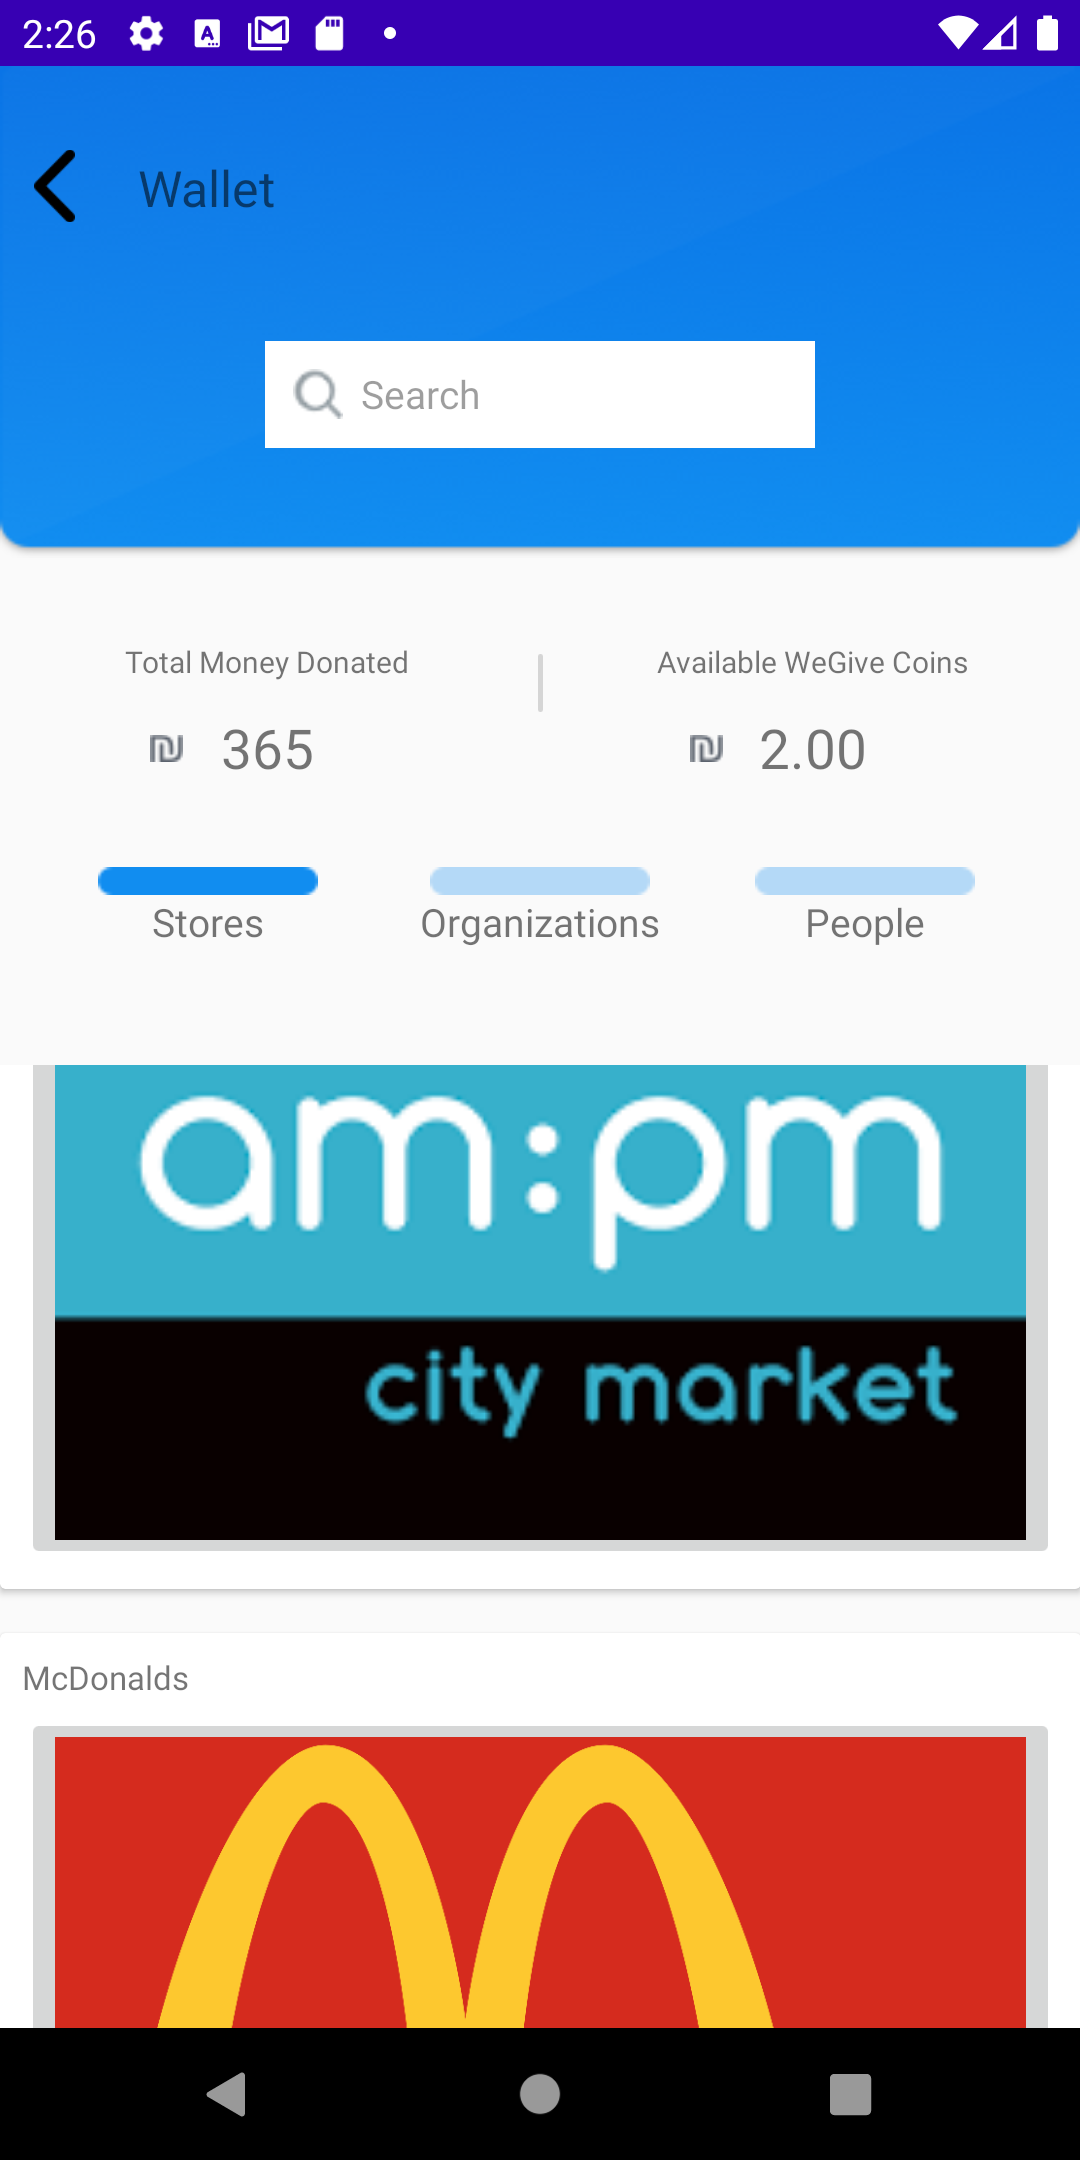 2:26
Wallet
Search
Total Money Donated
Available WeGive Coins
₪ 365
₪ 2.00
Stores
Organizations
People
am:pm
city market
McDonalds